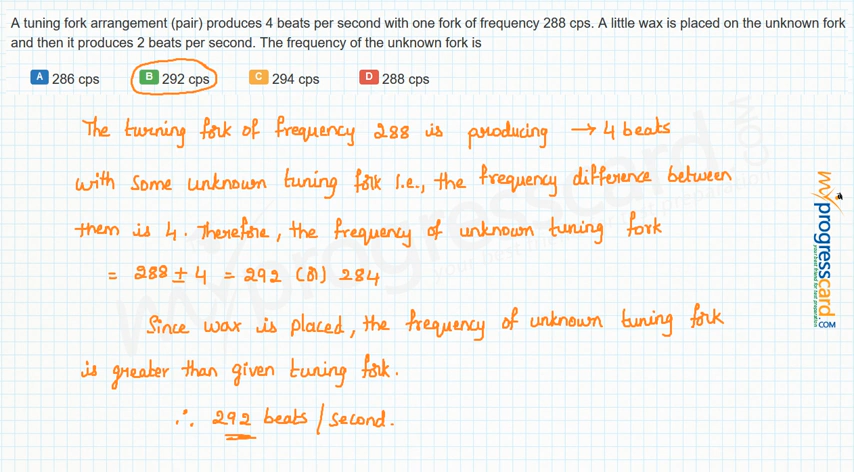 A tuning fork arrangement (pair) produces 4 beats per second with one fork of frequency 288 cps. A little wax is placed on the unknown fork
and then it produces 2 beats per second. The frequency of the unknown fork is
A 286 cps B 292 cps C 294 cps D 288 cps
The turning fork of frequency 288 is producing → 4 beats
with some unknown tuning fork i.e., the frequency difference between
them is 4. Therefore, the frequency of unknown tuning fork
= 288 ± 4 = 292 (or) 284
Since wax is placed, the frequency of unknown tuning fork
is greater than given tuning fork.
∴ 292 beats / second.
myprogresscard.COM